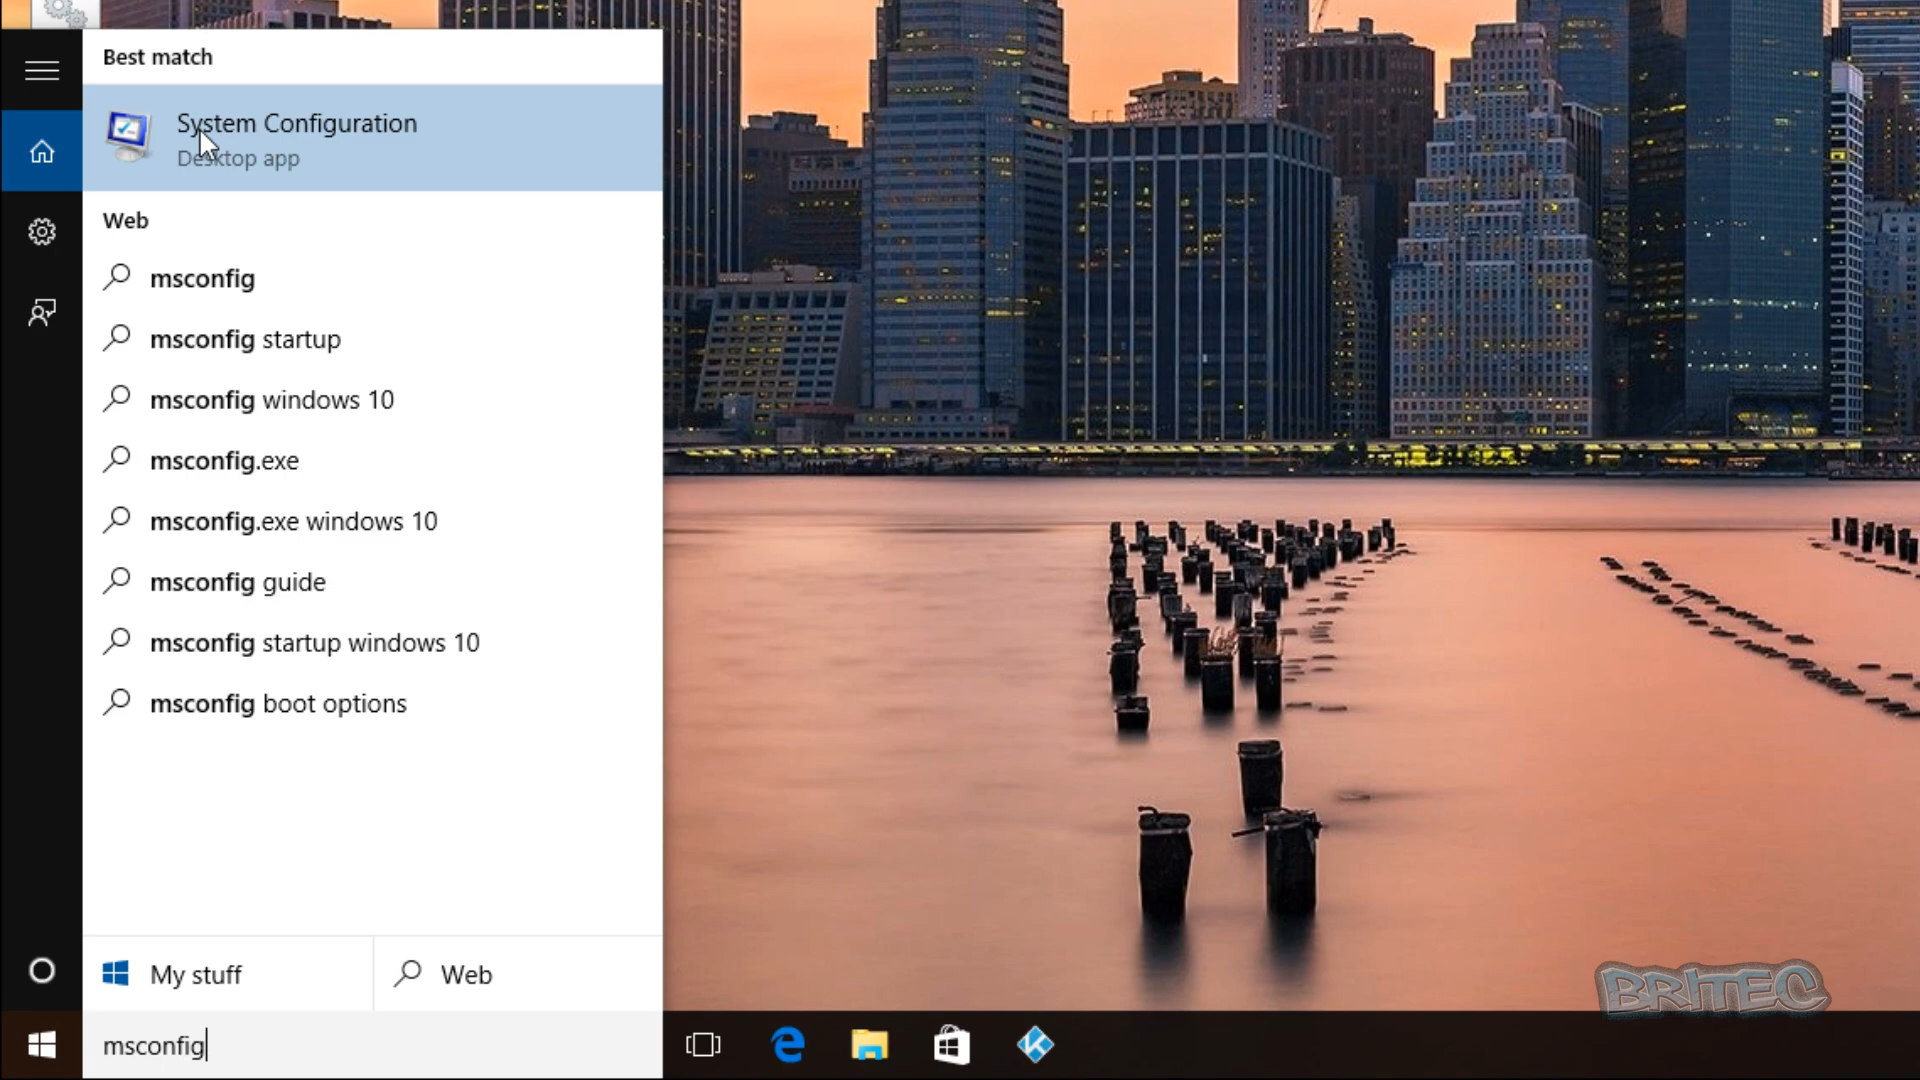 Best match
System Configuration
Desktop app
Web
msconfig
msconfig startup
msconfig windows 10
msconfig.exe
msconfig.exe windows 10
msconfig guide
msconfig startup windows 10
msconfig boot options
My stuff
Web
BRITEC
msconfig